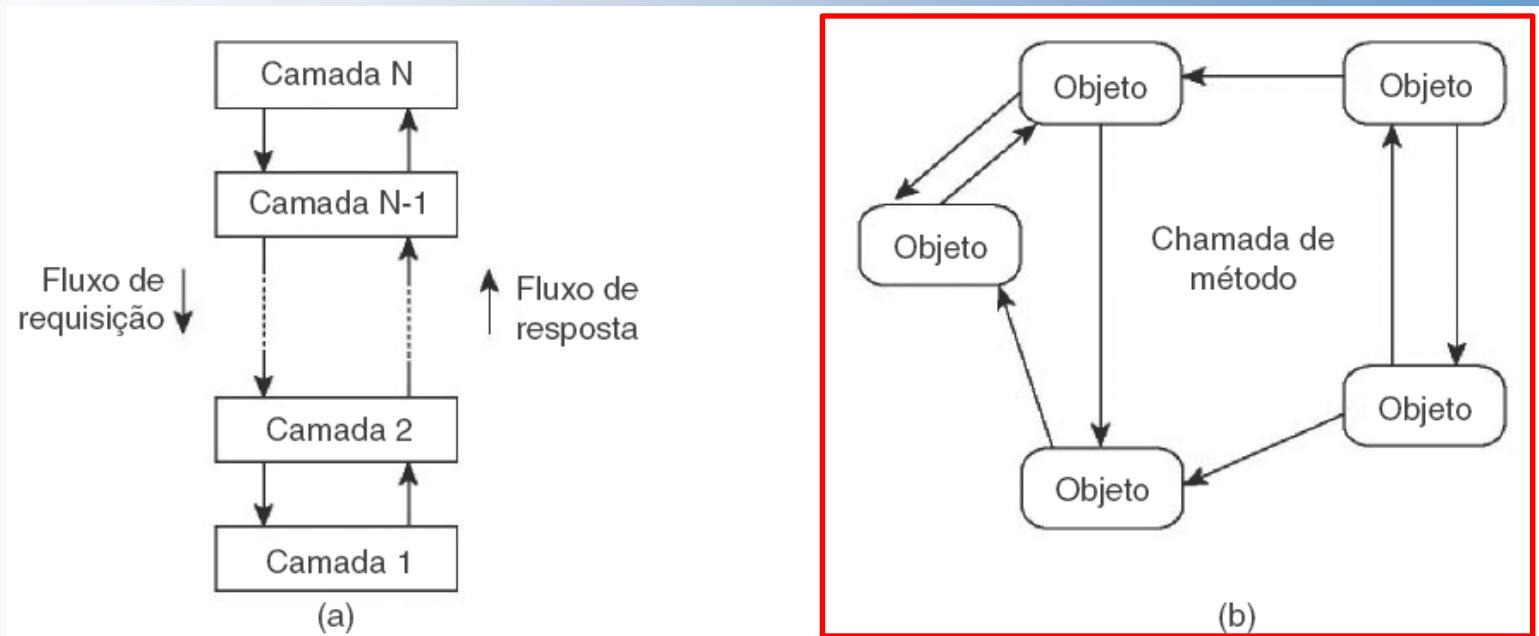 Camada N
Camada N-1
Fluxo de
requisição
Fluxo de
resposta
Camada 2
Camada 1
(a)
Objeto
Objeto
Objeto
Chamada de
método
Objeto
Objeto
(b)